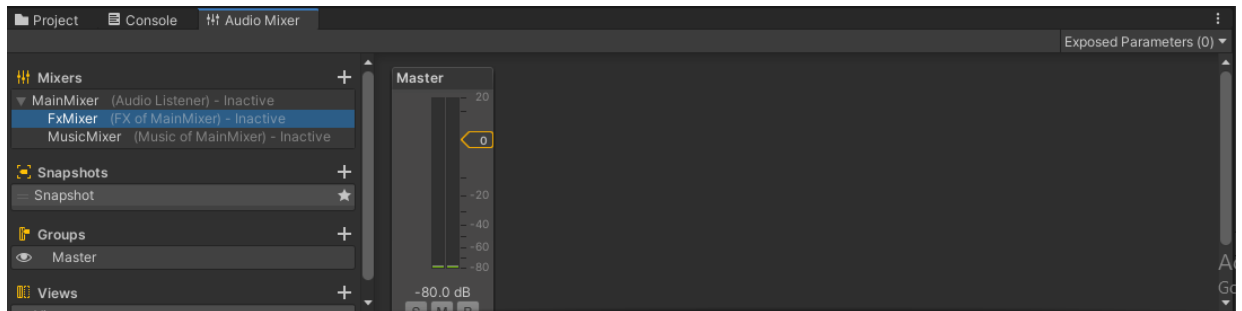 Project Console Audio Mixer
Exposed Parameters (0)
Mixers
MainMixer (Audio Listener) - Inactive
FxMixer (FX of MainMixer) - Inactive
MusicMixer (Music of MainMixer) - Inactive
Snapshots
Snapshot
Groups
Master
Views
Master
20
0
-20
-40
-60
-80
-80.0 dB
S M B